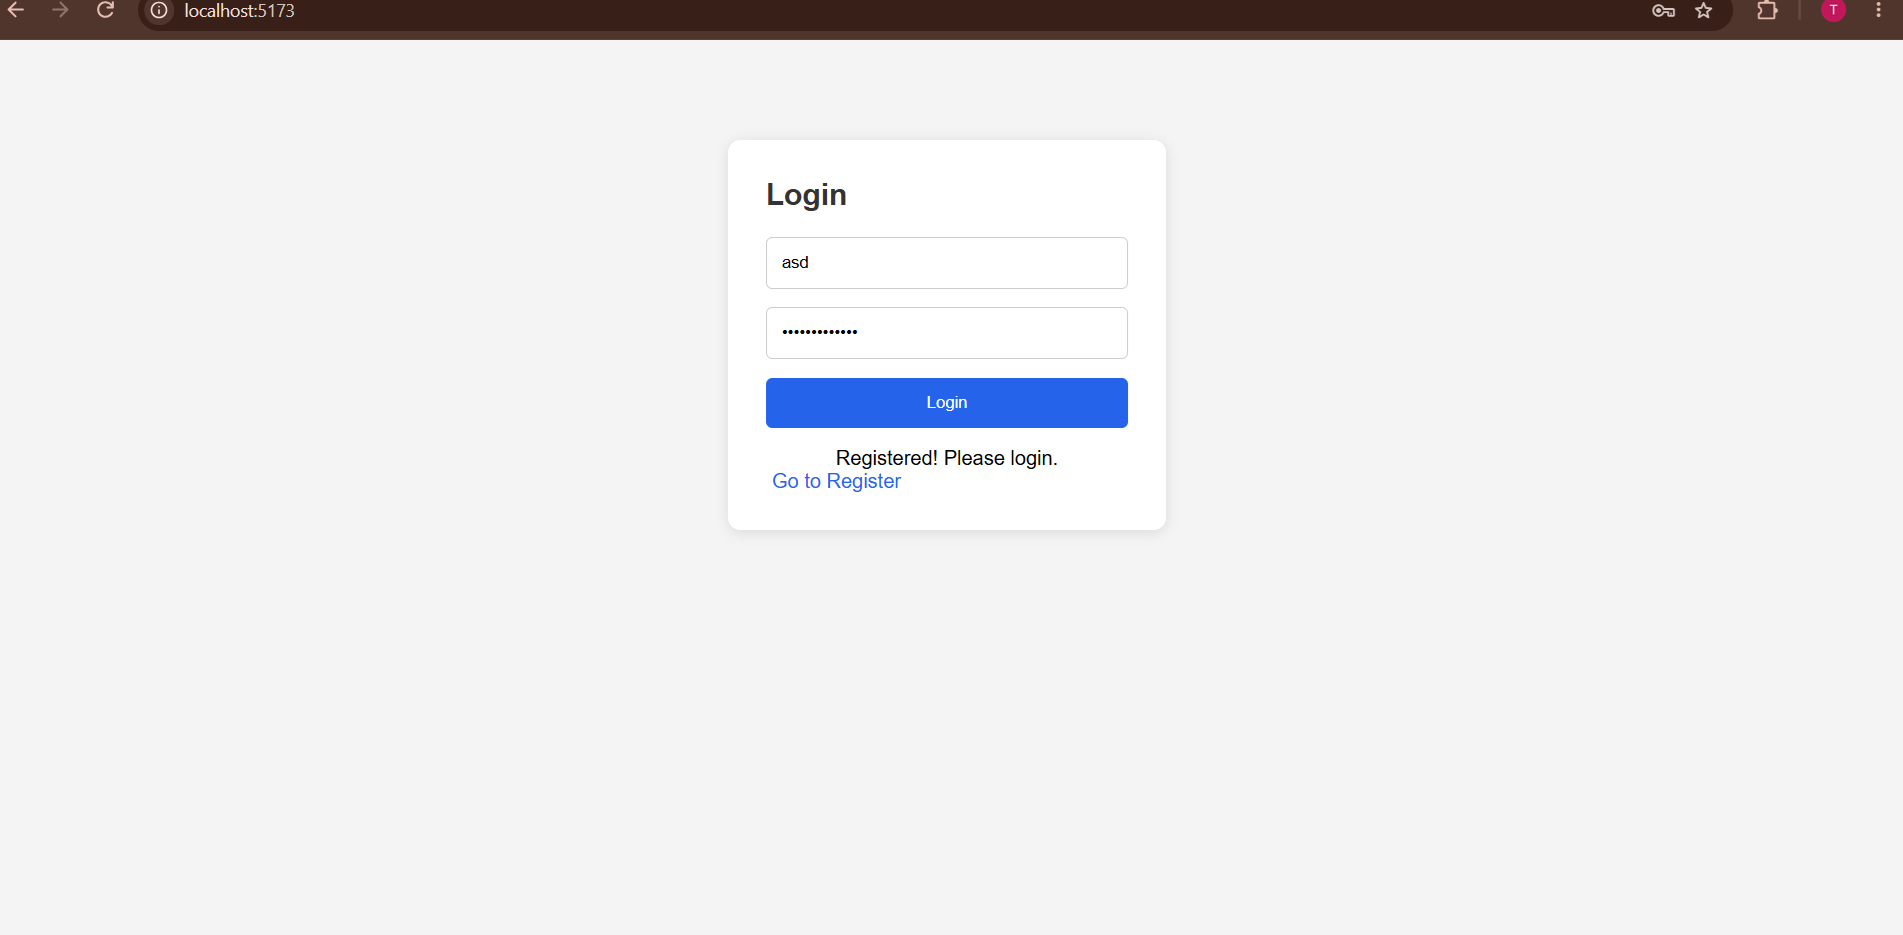 localhost:5173
T
Login
asd
•••••••••••••
Login
Registered! Please login.
Go to Register